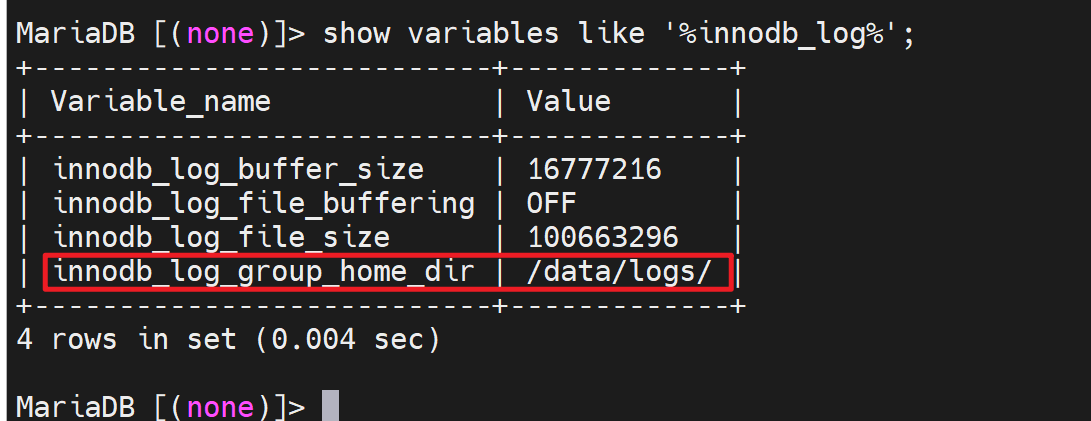 MariaDB [(none)]> show variables like '%innodb_log%';
+---------------------------+-------------+
| Variable_name             | Value       |
+---------------------------+-------------+
| innodb_log_buffer_size    | 16777216    |
| innodb_log_file_buffering | OFF         |
| innodb_log_file_size      | 100663296   |
| innodb_log_group_home_dir | /data/logs/ |
+---------------------------+-------------+
4 rows in set (0.004 sec)
MariaDB [(none)]>